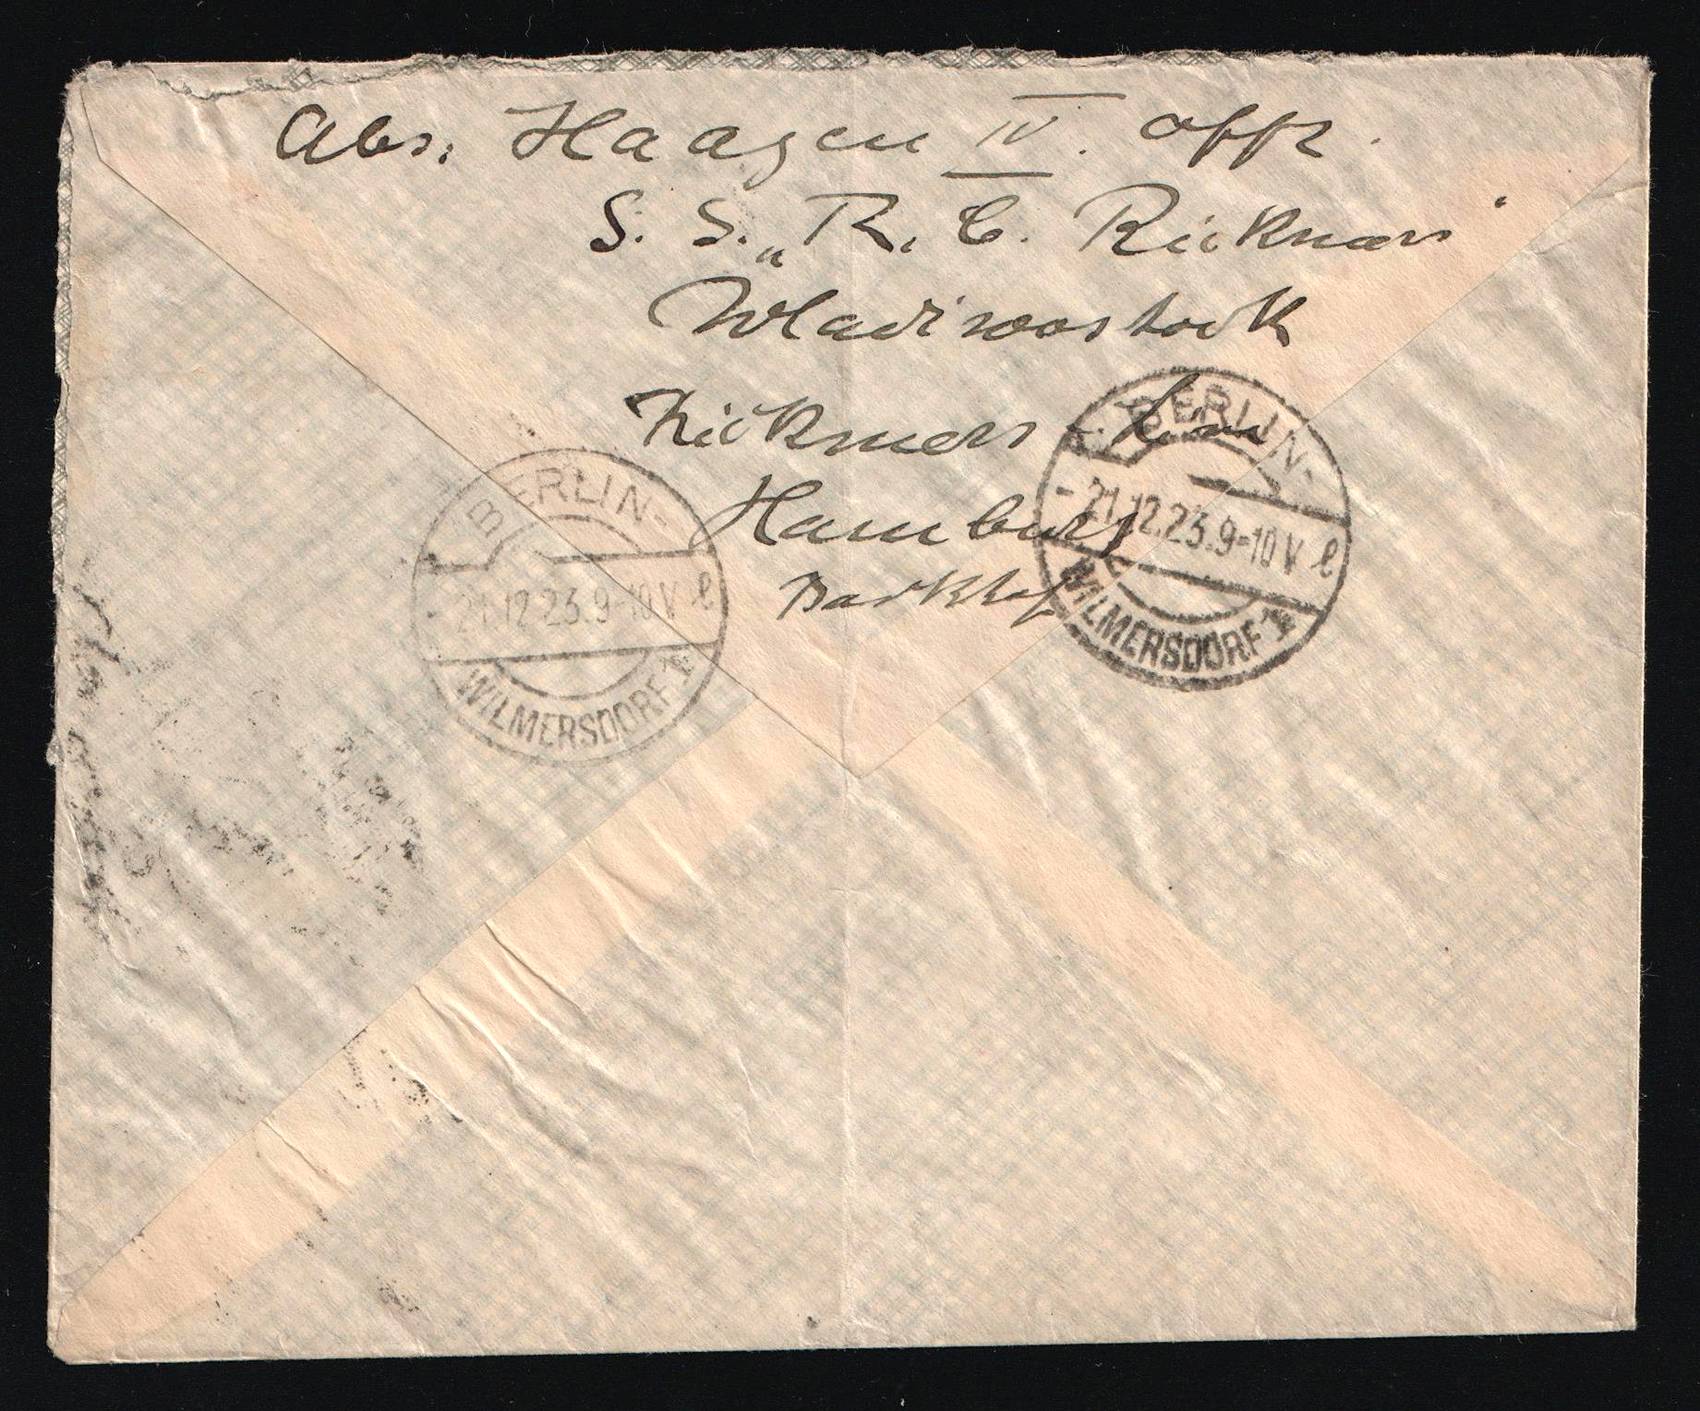 Abs. Haagen IV. Offz.
S. S. „R. C. Rickmers"
Wladiwostock
Rickmers - Linie
Hamburg
BERLIN-
-21.12.23.9-10 V l
WILMERSDORF 1
BERLIN-
-21.12.23.9-10 V l
WILMERSDORF 1